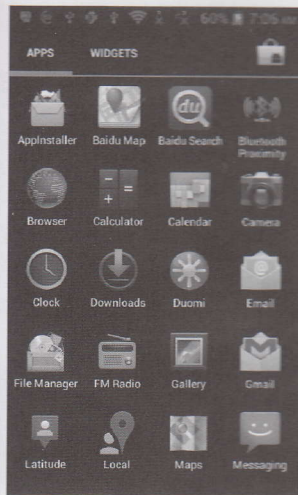 60% 7:06 AM
APPS WIDGETS
AppInstaller Baidu Map Baidu Search Bluetooth Proximity
Browser Calculator Calendar Camera
Clock Downloads Duomi Email
File Manager FM Radio Gallery Gmail
Latitude Local Maps Messaging